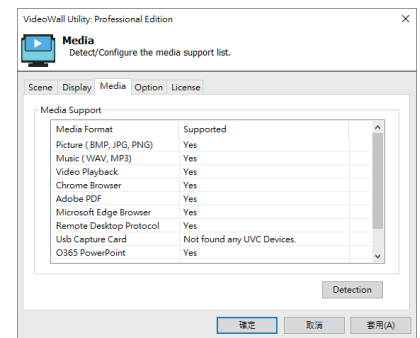 VideoWall Utility: Professional Edition
Media
Detect/Configure the media support list.
Scene Display Media Option License
Media Support
Media Format Supported
Picture ( BMP, JPG, PNG) Yes
Music ( WAV, MP3) Yes
Video Playback Yes
Chrome Browser Yes
Adobe PDF Yes
Microsoft Edge Browser Yes
Remote Desktop Protocol Yes
Usb Capture Card Not found any UVC Devices.
O365 PowerPoint Yes
Detection
確定 取消 套用(A)